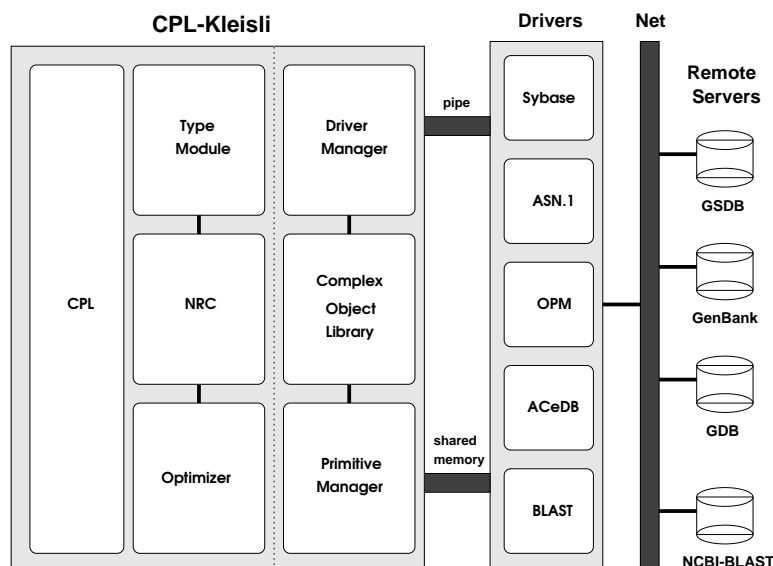 CPL-Kleisli
Drivers
Net
Remote
Servers
CPL
Type
Module
NRC
Optimizer
Driver
Manager
Complex
Object
Library
Primitive
Manager
pipe
shared
memory
Sybase
ASN.1
OPM
ACeDB
BLAST
GSDB
GenBank
GDB
NCBI-BLAST